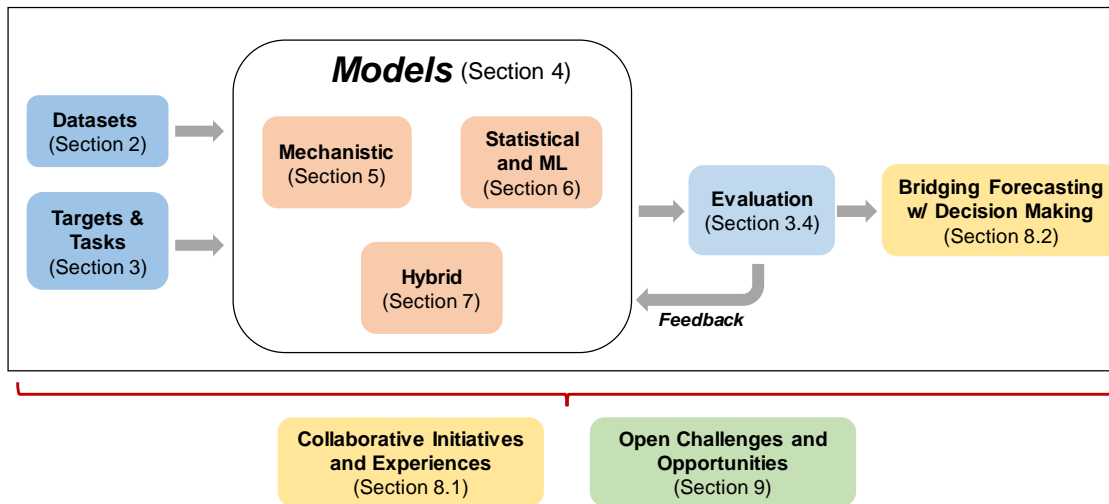 Models (Section 4)
Datasets
(Section 2)
Targets &
Tasks
(Section 3)
Mechanistic
(Section 5)
Statistical
and ML
(Section 6)
Hybrid
(Section 7)
Evaluation
(Section 3.4)
Feedback
Bridging Forecasting
w/ Decision Making
(Section 8.2)
Collaborative Initiatives
and Experiences
(Section 8.1)
Open Challenges and
Opportunities
(Section 9)